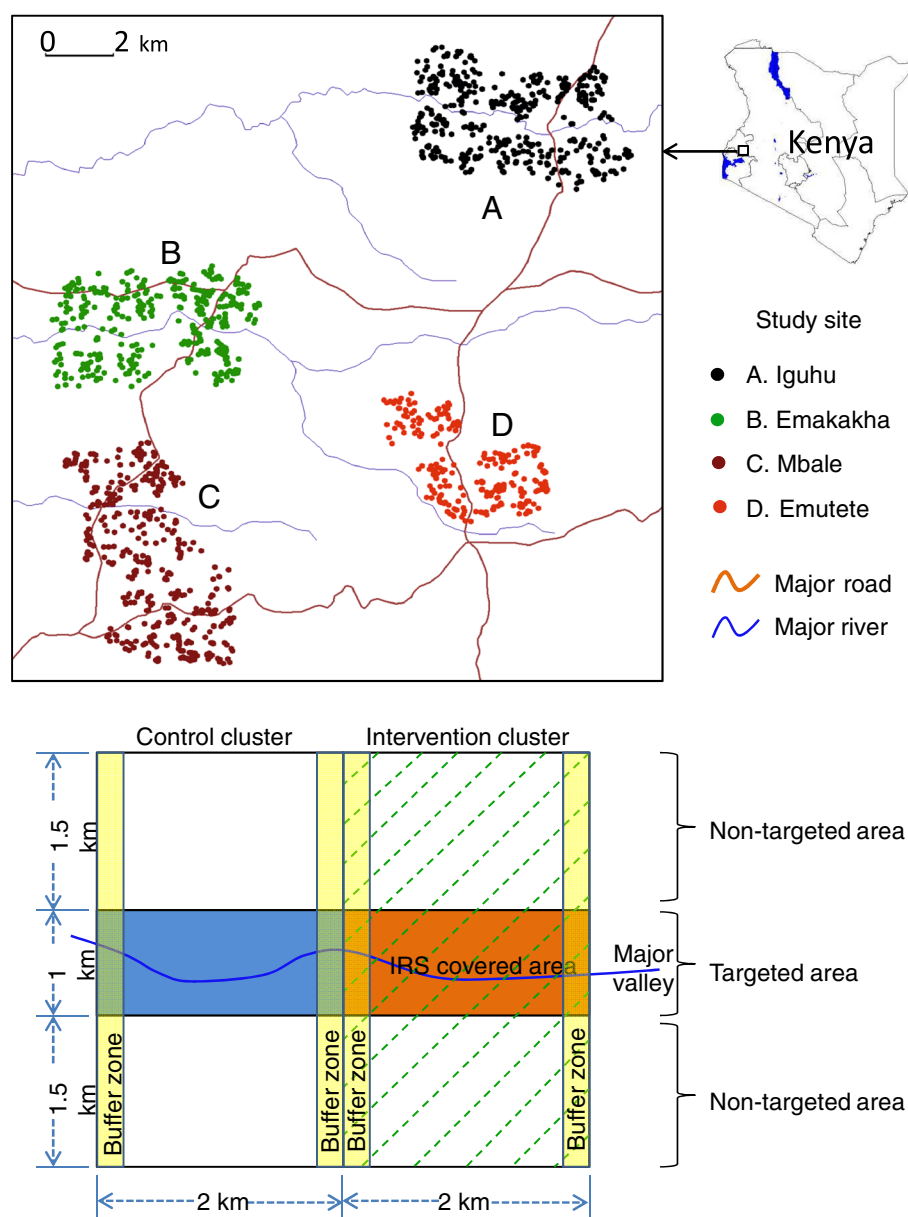 0 2 km
Kenya
A
B
C
D
Study site
A. Iguhu
B. Emakakha
C. Mbale
D. Emutete
Major road
Major river
Control cluster
Intervention cluster
1.5
km
1
km
1.5
km
Buffer zone
Buffer zone
Buffer zone
Buffer zone
IRS covered area
Major
valley
Non-targeted area
Targeted area
Non-targeted area
2 km
2 km